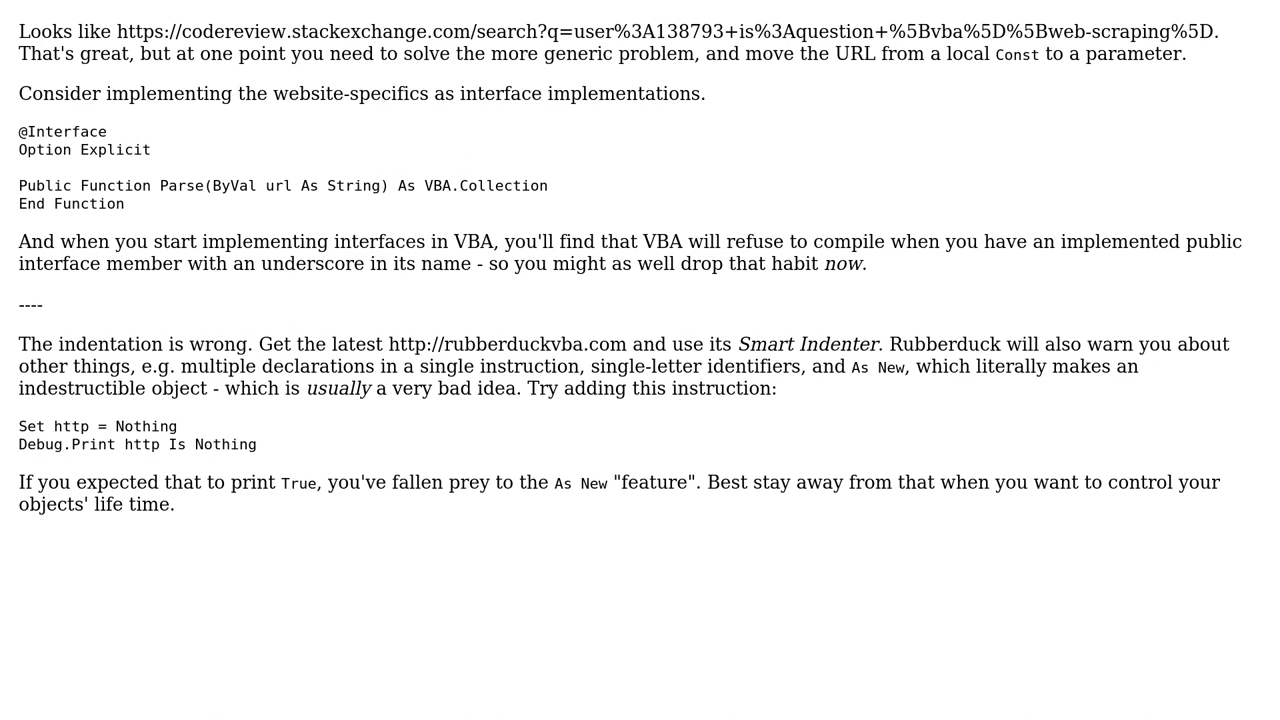 Looks like https://codereview.stackexchange.com/search?q=user%3A138793+is%3Aquestion+%5Bvba%5D%5Bweb-scraping%5D.
That's great, but at one point you need to solve the more generic problem, and move the URL from a local Const to a parameter.
Consider implementing the website-specifics as interface implementations.
@Interface
Option Explicit
Public Function Parse(ByVal url As String) As VBA.Collection
End Function
And when you start implementing interfaces in VBA, you'll find that VBA will refuse to compile when you have an implemented public
interface member with an underscore in its name - so you might as well drop that habit now.
----
The indentation is wrong. Get the latest http://rubberduckvba.com and use its Smart Indenter. Rubberduck will also warn you about
other things, e.g. multiple declarations in a single instruction, single-letter identifiers, and As New, which literally makes an
indestructible object - which is usually a very bad idea. Try adding this instruction:
Set http = Nothing
Debug.Print http Is Nothing
If you expected that to print True, you've fallen prey to the As New "feature". Best stay away from that when you want to control your
objects' life time.